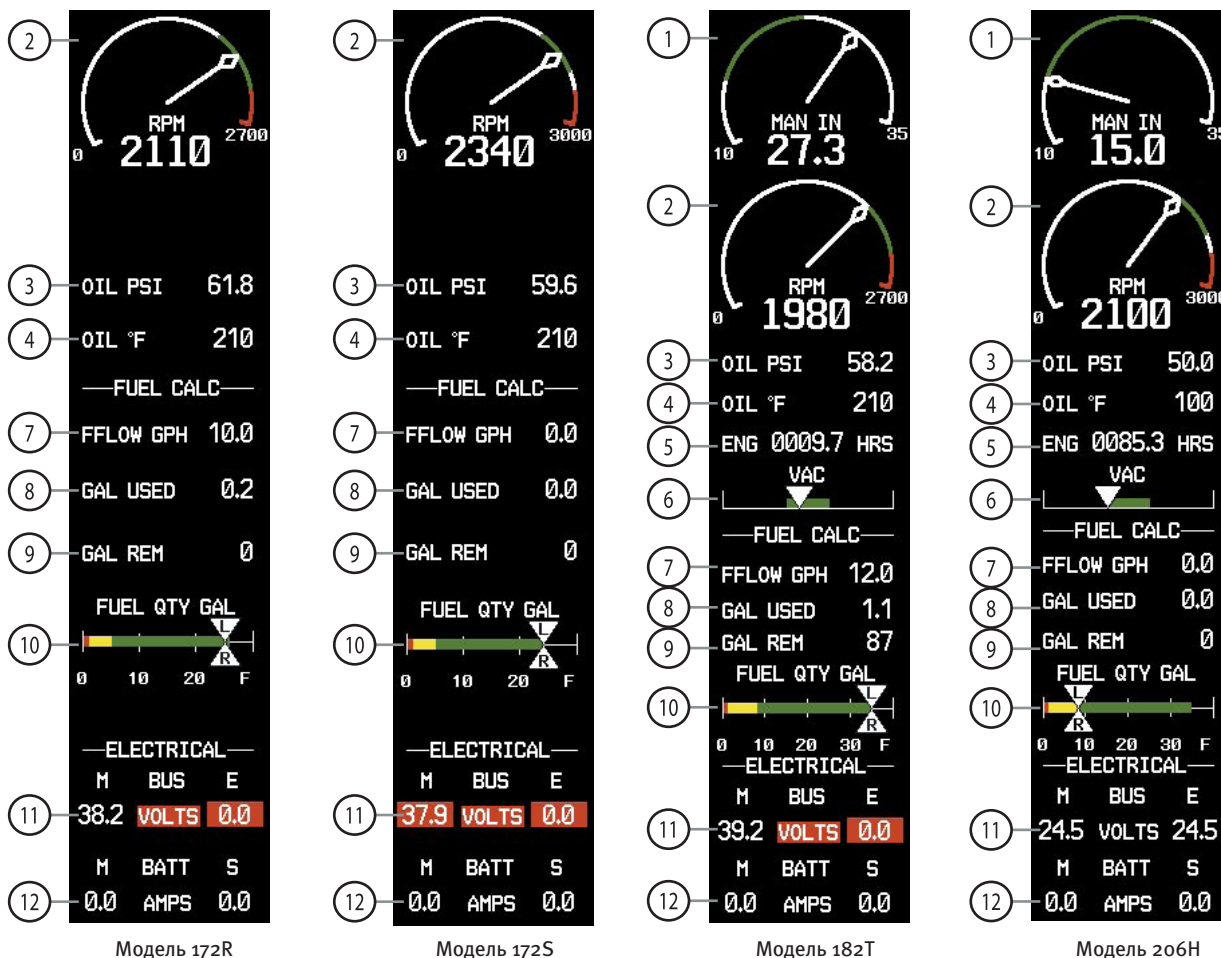 2
RPM
2110
0
2700
3
OIL PSI 61.8
4
OIL °F 210
FUEL CALC
7
FFLOW GPH 10.0
8
GAL USED 0.2
9
GAL REM 0
FUEL QTY GAL
10
L
R
0 10 20 F
ELECTRICAL
M BUS E
11
38.2 VOLTS 0.0
M BATT S
12
0.0 AMPS 0.0
Модель 172R
2
RPM
2340
0
3000
3
OIL PSI 59.6
4
OIL °F 210
FUEL CALC
7
FFLOW GPH 0.0
8
GAL USED 0.0
9
GAL REM 0
FUEL QTY GAL
10
L
R
0 10 20 F
ELECTRICAL
M BUS E
11
37.9 VOLTS 0.0
M BATT S
12
0.0 AMPS 0.0
Модель 172S
1
MAN IN
27.3
10
35
2
RPM
1980
0
2700
3
OIL PSI 58.2
4
OIL °F 210
5
ENG 0009.7 HRS
VAC
6
FUEL CALC
7
FFLOW GPH 12.0
8
GAL USED 1.1
9
GAL REM 87
FUEL QTY GAL
10
L
R
0 10 20 30 F
ELECTRICAL
M BUS E
11
39.2 VOLTS 0.0
M BATT S
12
0.0 AMPS 0.0
Модель 182T
1
MAN IN
15.0
10
35
2
RPM
2100
0
3000
3
OIL PSI 50.0
4
OIL °F 100
5
ENG 0085.3 HRS
VAC
6
FUEL CALC
7
FFLOW GPH 0.0
8
GAL USED 0.0
9
GAL REM 0
FUEL QTY GAL
10
L
R
0 10 20 30 F
ELECTRICAL
M BUS E
11
24.5 VOLTS 24.5
M BATT S
12
0.0 AMPS 0.0
Модель 206H